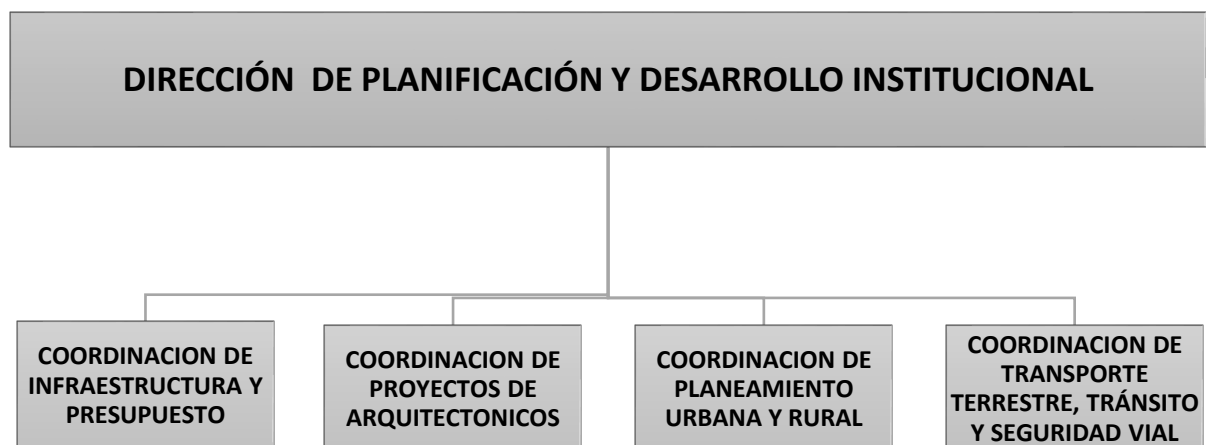 DIRECCIÓN DE PLANIFICACIÓN Y DESARROLLO INSTITUCIONAL
COORDINACION DE
INFRAESTRUCTURA Y
PRESUPUESTO
COORDINACION DE
PROYECTOS DE
ARQUITECTONICOS
COORDINACION DE
PLANEAMIENTO
URBANA Y RURAL
COORDINACION DE
TRANSPORTE
TERRESTRE, TRÁNSITO
Y SEGURIDAD VIAL